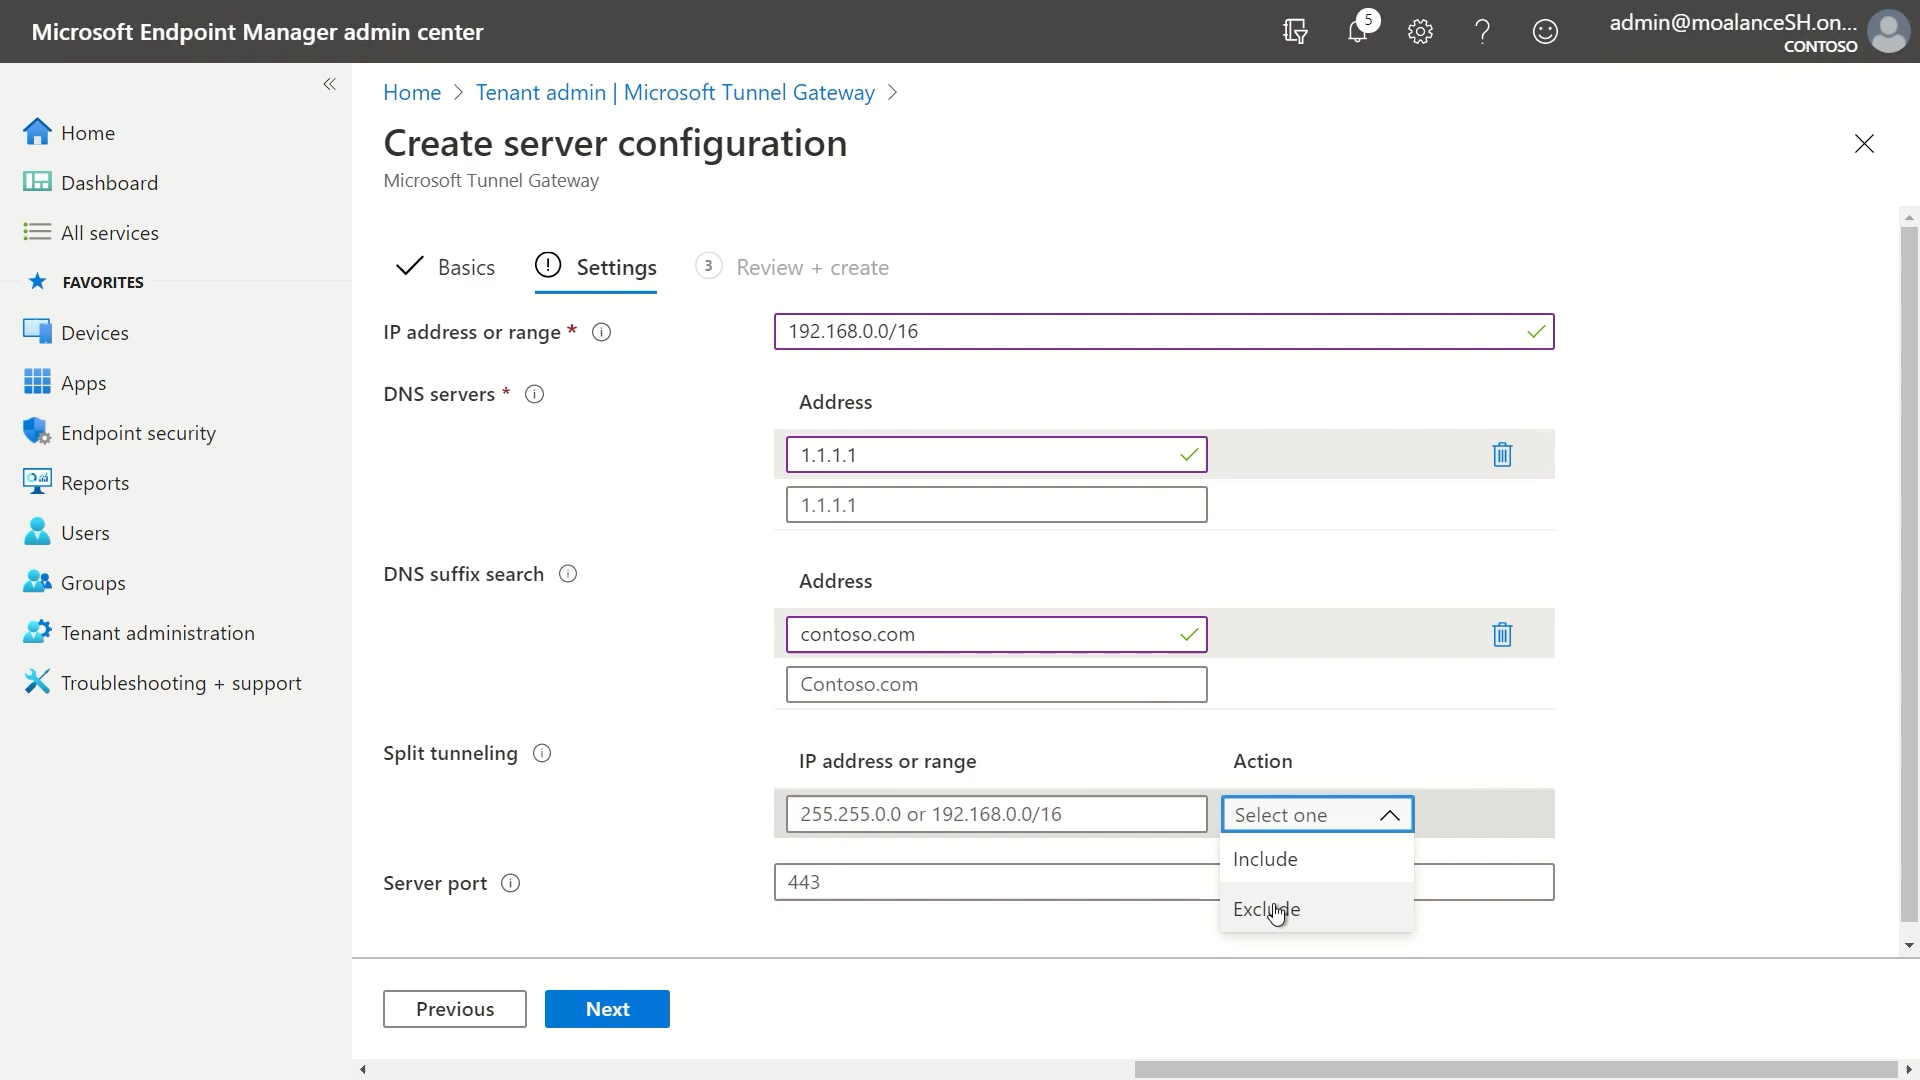 Microsoft Endpoint Manager admin center
5
admin@moalanceSH.on...
CONTOSO
«
Home
Dashboard
All services
FAVORITES
Devices
Apps
Endpoint security
Reports
Users
Groups
Tenant administration
Troubleshooting + support
Home > Tenant admin | Microsoft Tunnel Gateway >
Create server configuration
Microsoft Tunnel Gateway
Basics
Settings
3 Review + create
IP address or range *
192.168.0.0/16
DNS servers *
Address
1.1.1.1
1.1.1.1
DNS suffix search
Address
contoso.com
Contoso.com
Split tunneling
IP address or range
Action
255.255.0.0 or 192.168.0.0/16
Select one
Include
Exclude
Server port
443
Previous
Next